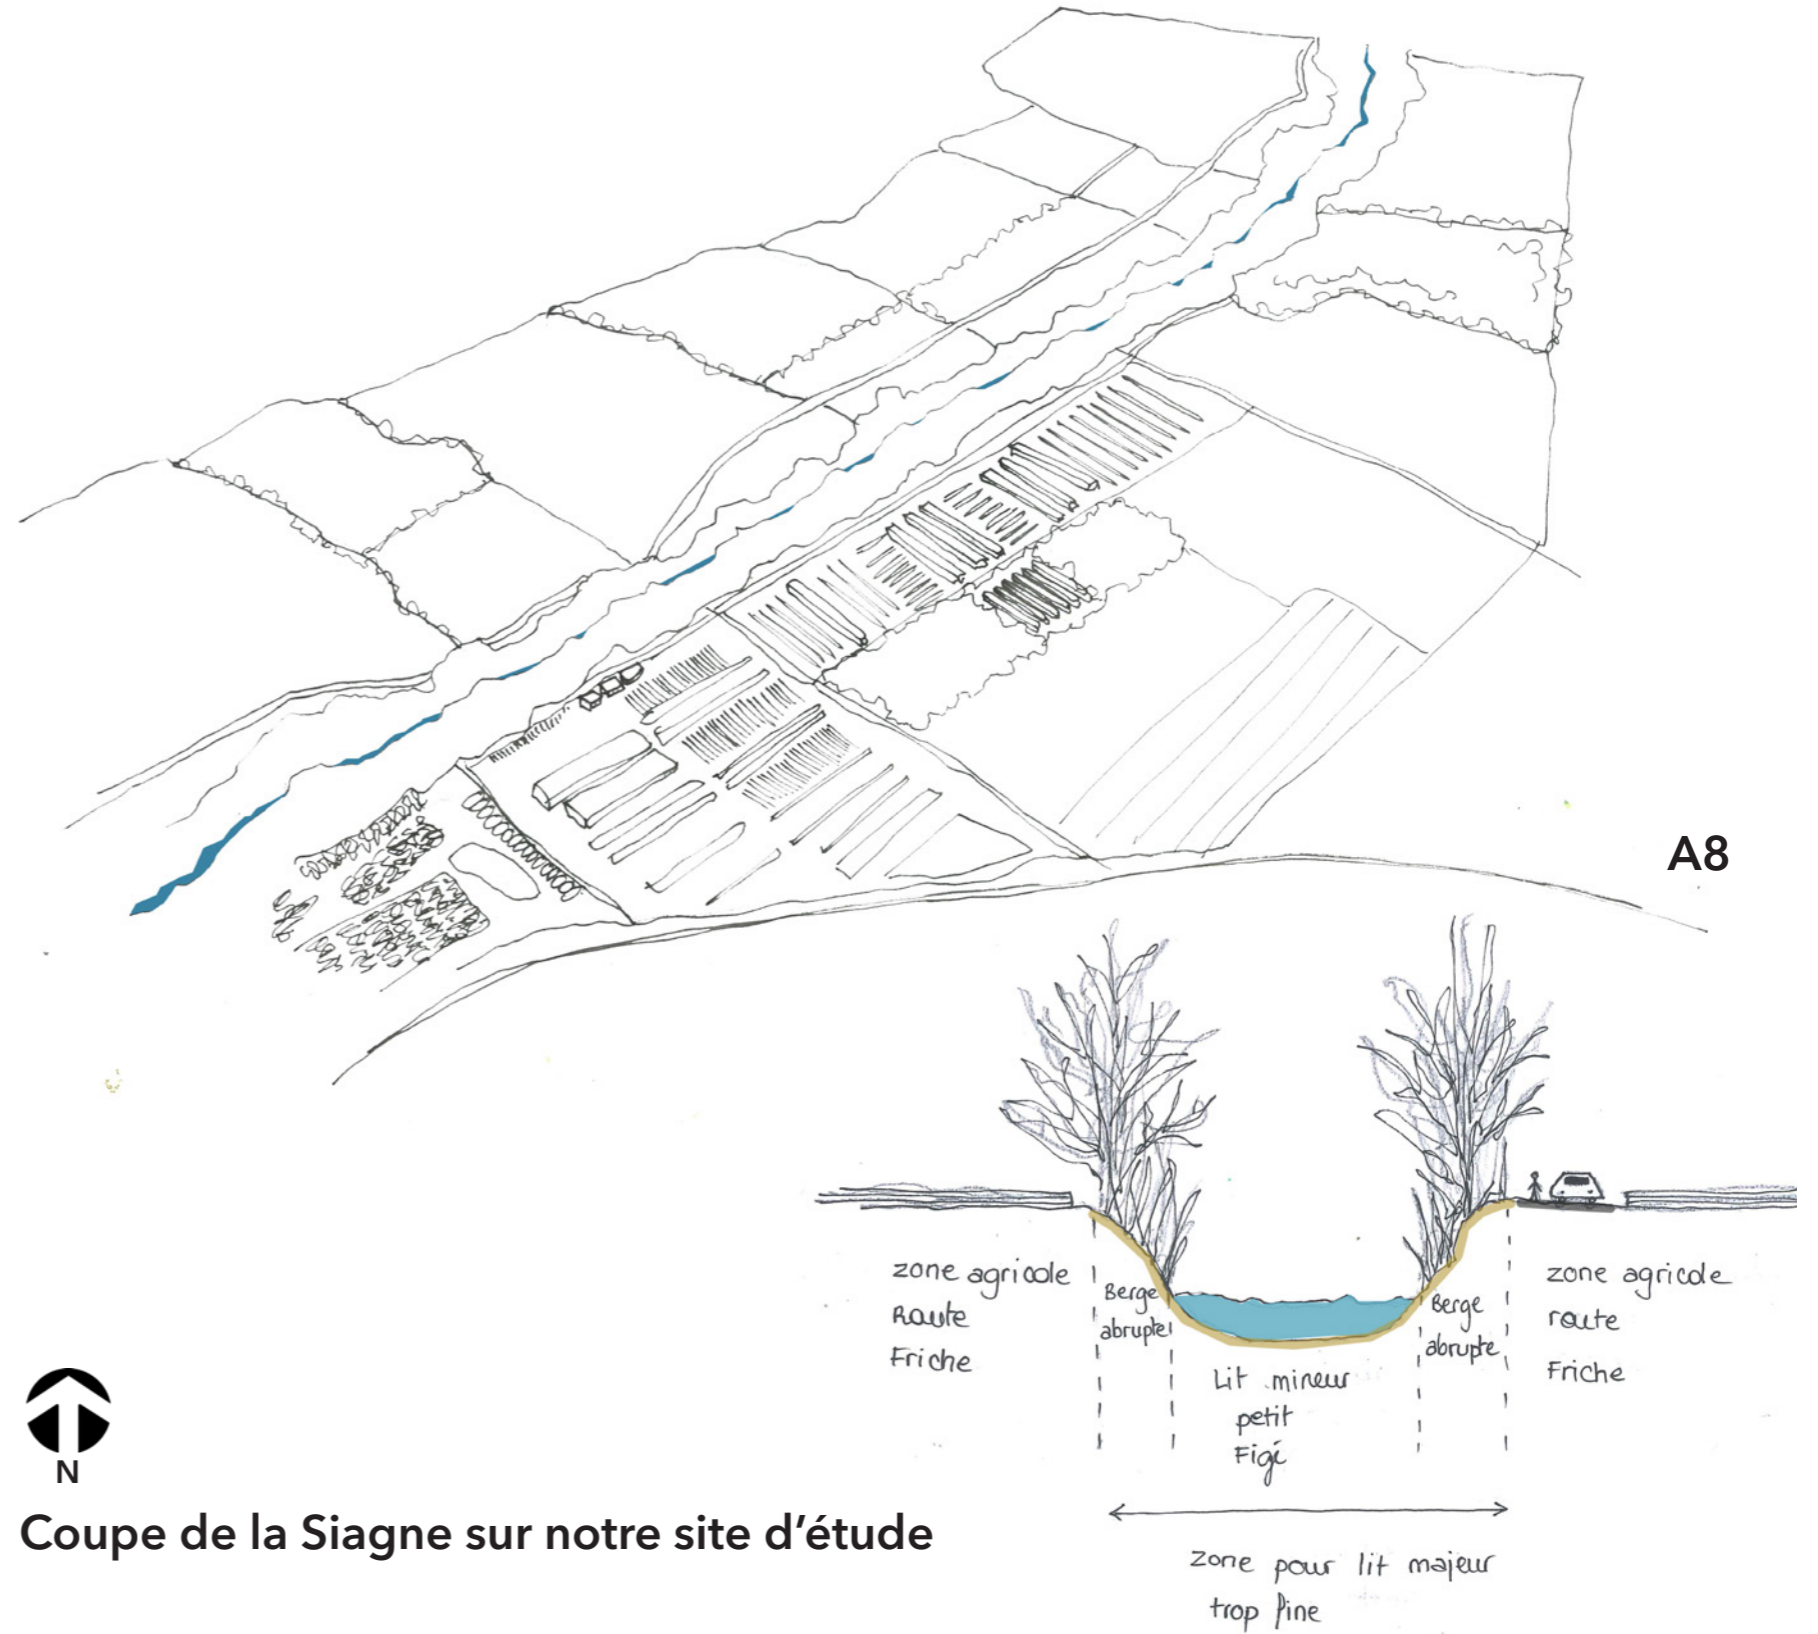 A8
zone agricole
Route
Friche
Berge
abrupte
Lit mineur
petit
Figé
Berge
abrupte
zone agricole
route
Friche
N
Coupe de la Siagne sur notre site d'étude
zone pour lit majeur
trop fine